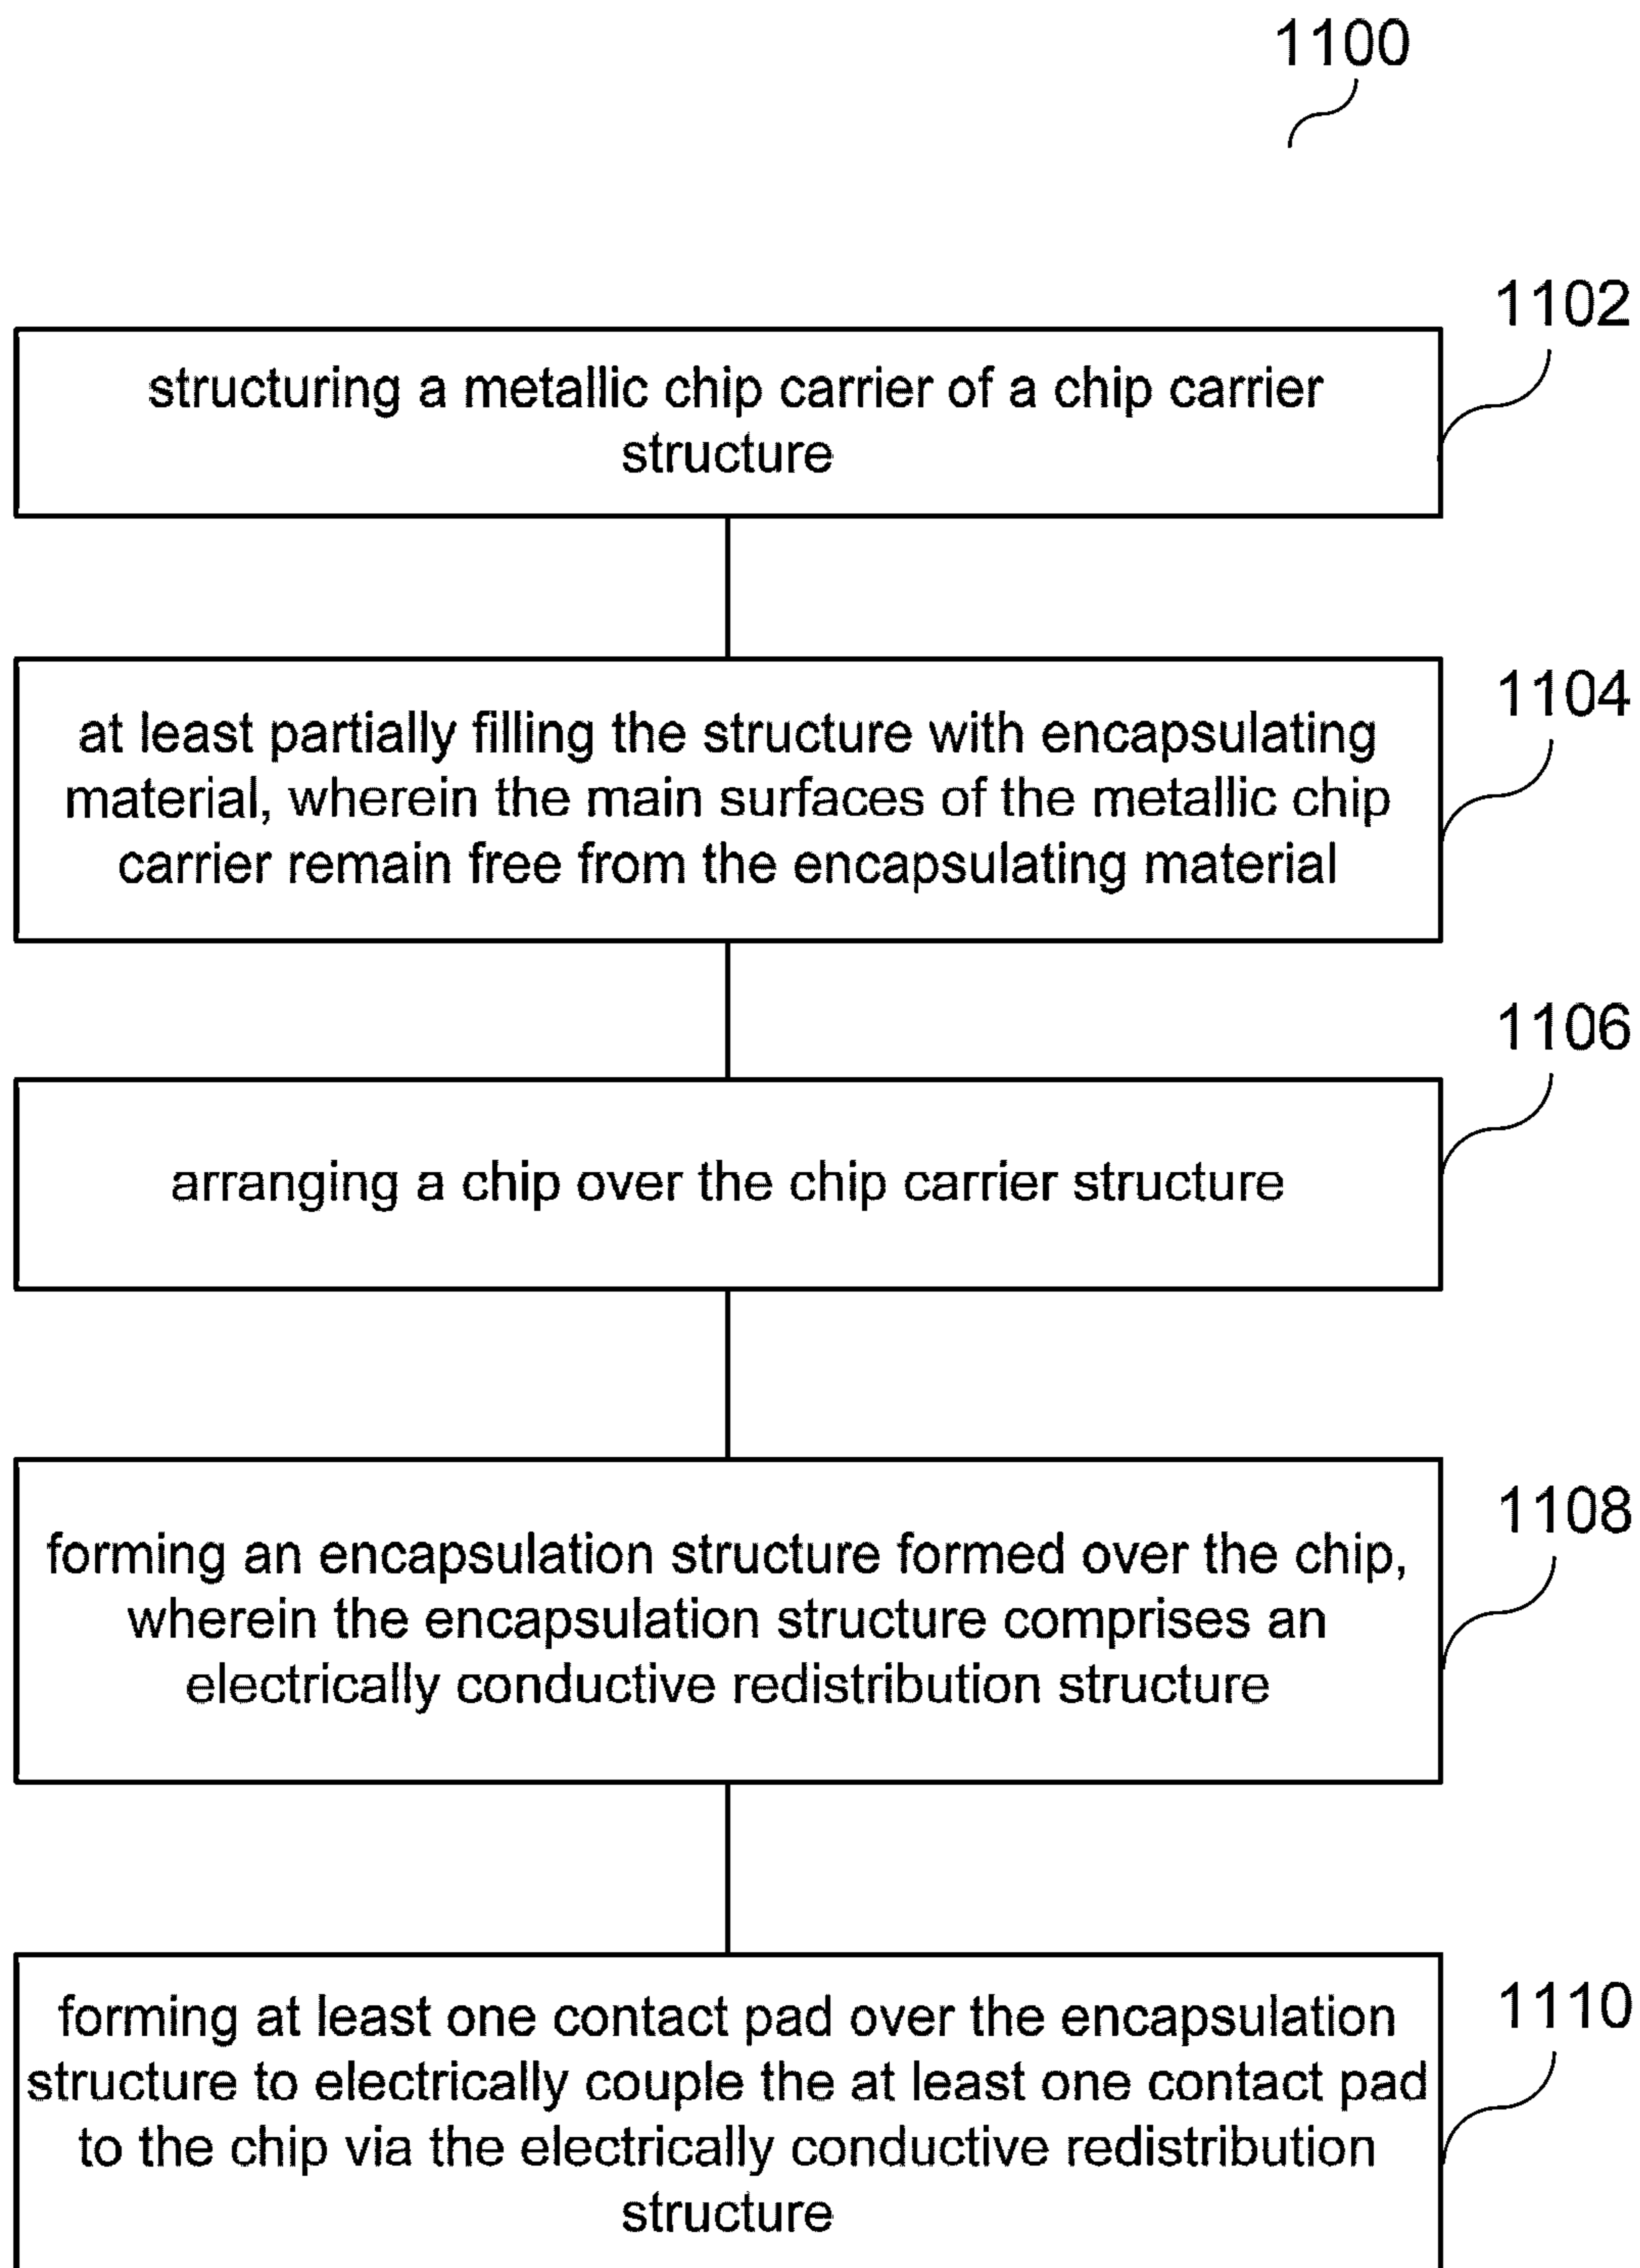 1100
1102
structuring a metallic chip carrier of a chip carrier
structure
1104
at least partially filling the structure with encapsulating
material, wherein the main surfaces of the metallic chip
carrier remain free from the encapsulating material
1106
arranging a chip over the chip carrier structure
1108
forming an encapsulation structure formed over the chip,
wherein the encapsulation structure comprises an
electrically conductive redistribution structure
1110
forming at least one contact pad over the encapsulation
structure to electrically couple the at least one contact pad
to the chip via the electrically conductive redistribution
structure